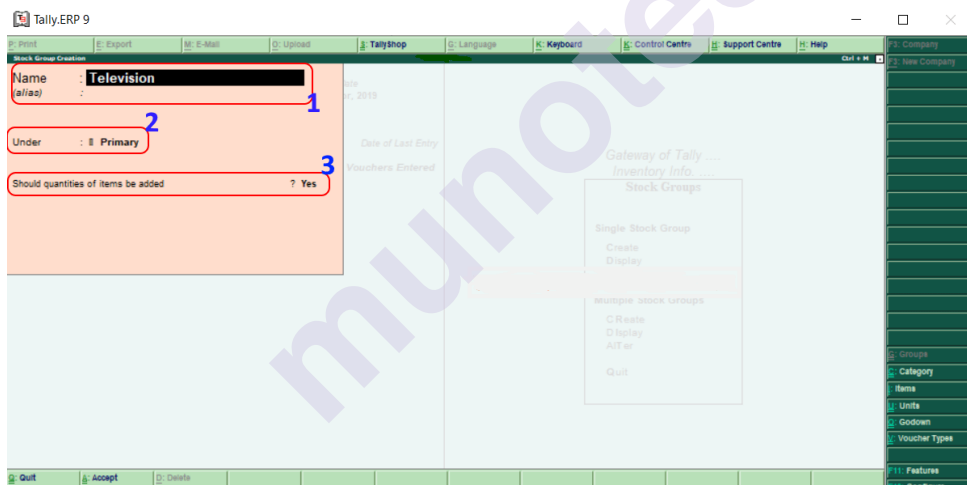 Tally.ERP 9
P: Print E: Export M: E-Mail O: Upload S: TallyShop G: Language K: Keyboard K: Control Centre H: Support Centre H: Help F3: Company
Stock Group Creation Ctrl + M
F3: New Company
Name : Television
(alias) :
1
2
Under : Primary
Date of Last Entry
3
Vouchers Entered
Should quantities of items be added ? Yes
Gateway of Tally ....
Inventory Info. ....
Stock Groups
Single Stock Group
Create
Display
Multiple Stock Groups
CReate
DIsplay
AlTer
Quit
G: Groups
C: Category
I: Items
U: Units
O: Godown
V: Voucher Types
F11: Features
Q: Quit A: Accept D: Delete
munotes